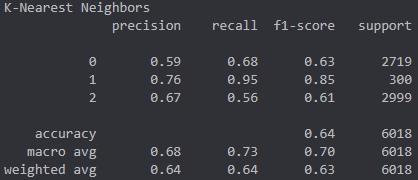 K-Nearest Neighbors
precision recall f1-score support
0 0.59 0.68 0.63 2719
1 0.76 0.95 0.85 300
2 0.67 0.56 0.61 2999
accuracy 0.64 6018
macro avg 0.68 0.73 0.70 6018
weighted avg 0.64 0.64 0.63 6018